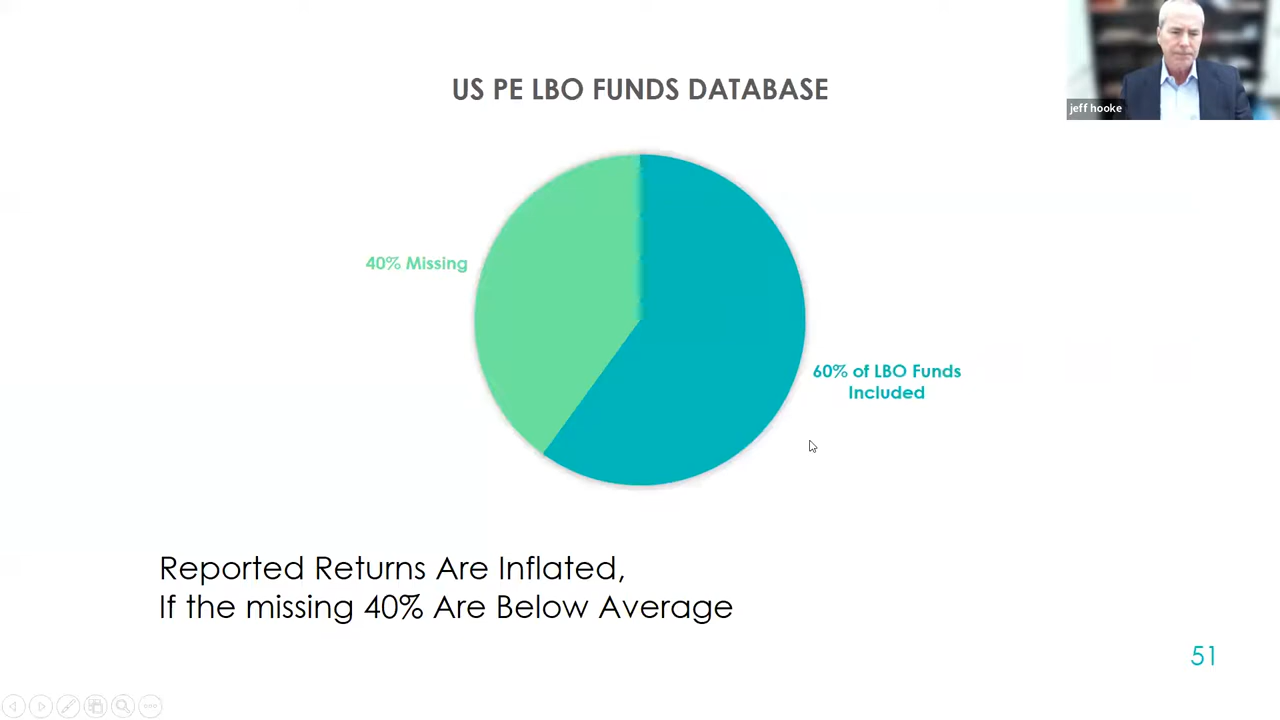 jeff hooke
US PE LBO FUNDS DATABASE
40% Missing
60% of LBO Funds
Included
Reported Returns Are Inflated,
If the missing 40% Are Below Average
51